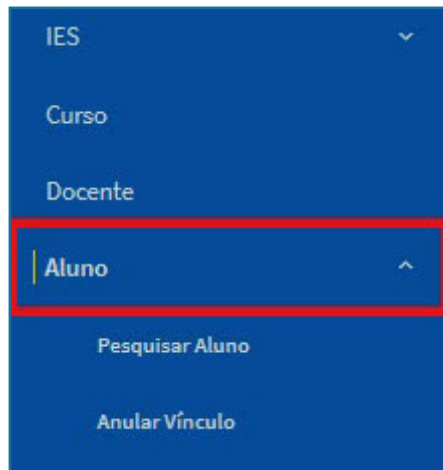 IES
Curso
Docente
Aluno
Pesquisar Aluno
Anular Vínculo